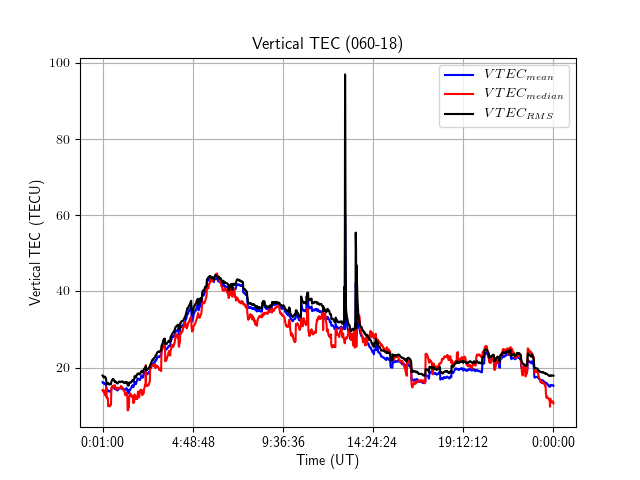 Vertical TEC (060-18)
100
80
60
40
20
Vertical TEC (TECU)
VTEC_mean
VTEC_median
VTEC_RMS
0:01:00 4:48:48 9:36:36 14:24:24 19:12:12 0:00:00
Time (UT)